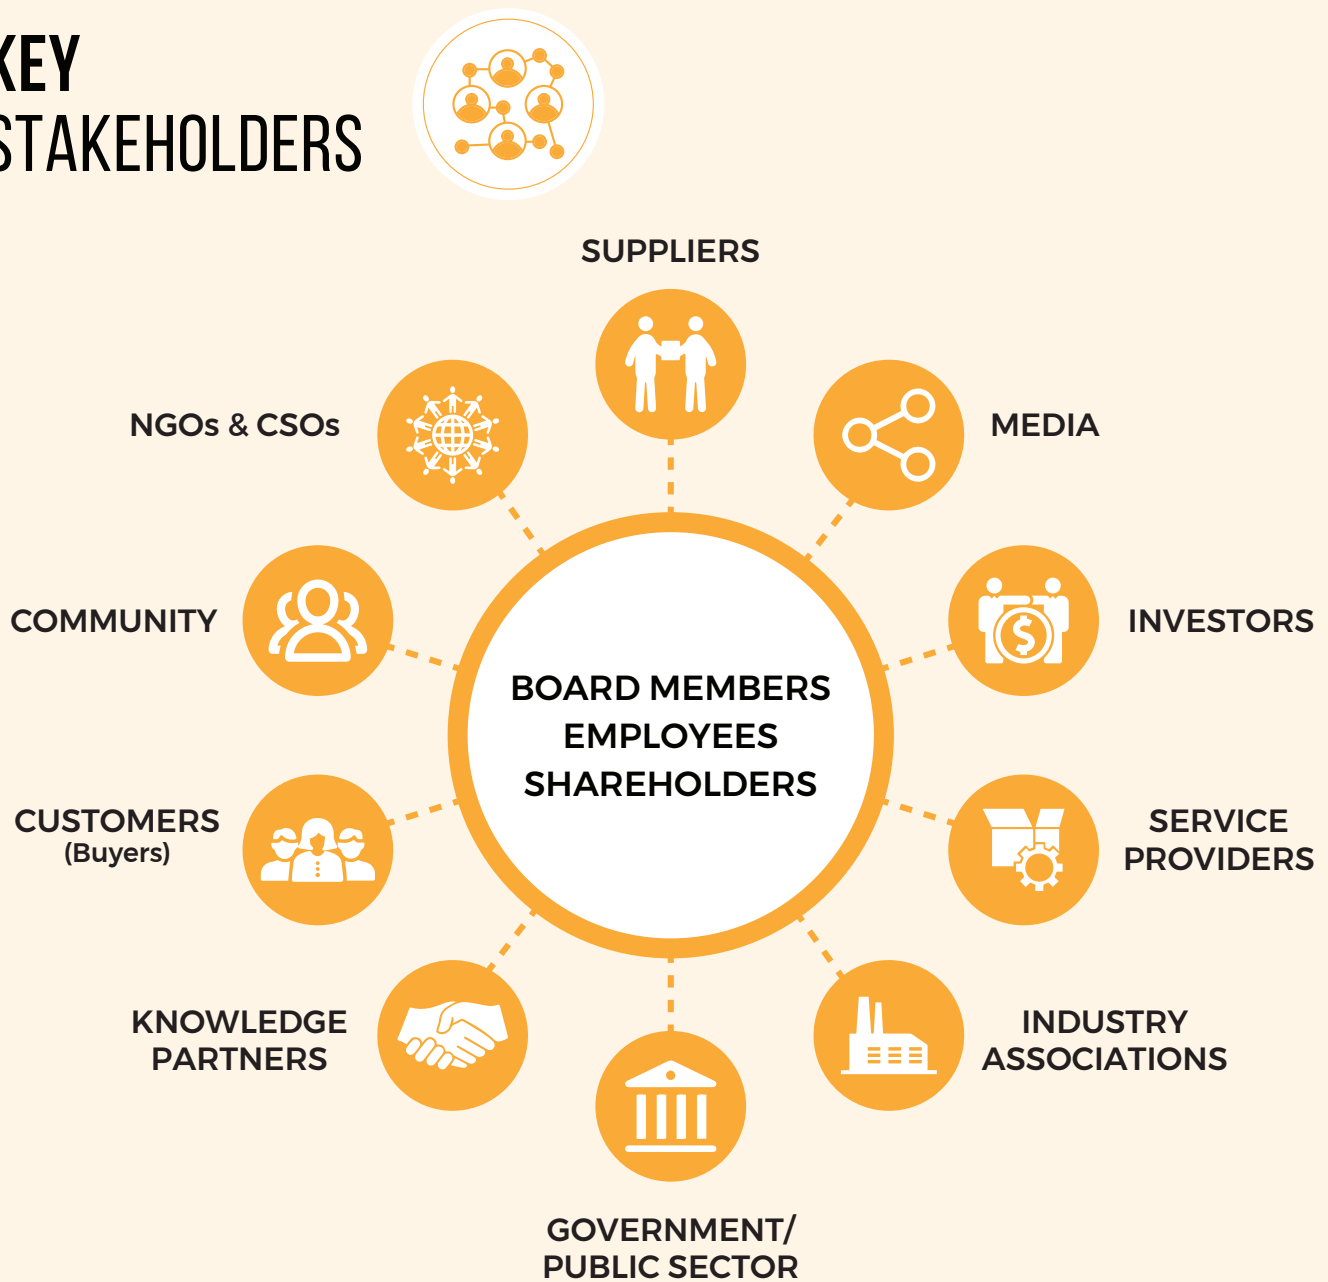 KEY
STAKEHOLDERS
SUPPLIERS
NGOs & CSOs
MEDIA
COMMUNITY
INVESTORS
BOARD MEMBERS
EMPLOYEES
SHAREHOLDERS
CUSTOMERS
(Buyers)
SERVICE
PROVIDERS
KNOWLEDGE
PARTNERS
INDUSTRY
ASSOCIATIONS
GOVERNMENT/
PUBLIC SECTOR
$